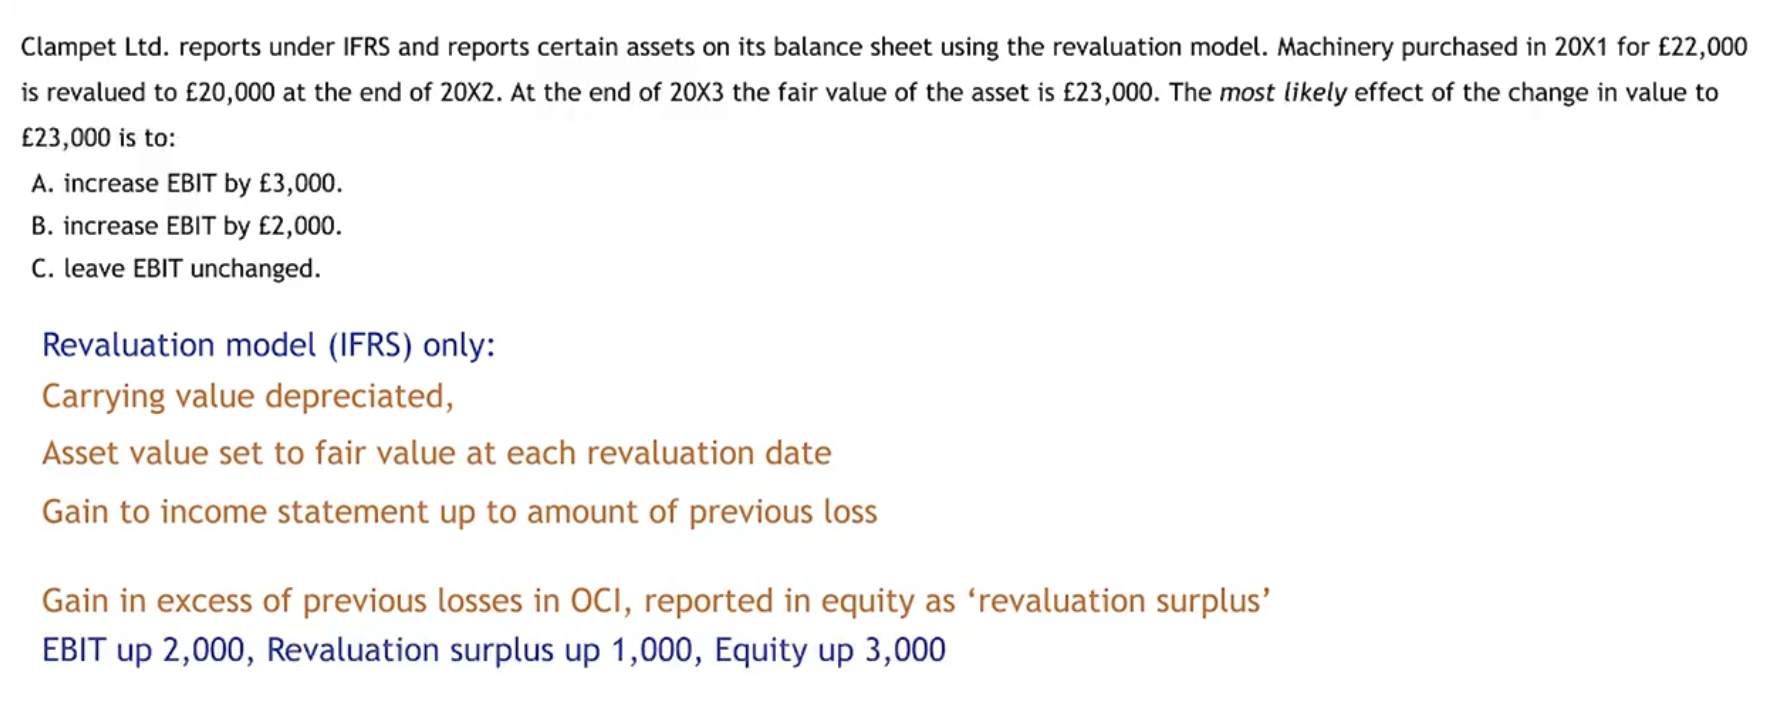 Clampet Ltd. reports under IFRS and reports certain assets on its balance sheet using the revaluation model. Machinery purchased in 20X1 for £22,000
is revalued to £20,000 at the end of 20X2. At the end of 20X3 the fair value of the asset is £23,000. The most likely effect of the change in value to
£23,000 is to:
A. increase EBIT by £3,000.
B. increase EBIT by £2,000.
C. leave EBIT unchanged.
Revaluation model (IFRS) only:
Carrying value depreciated,
Asset value set to fair value at each revaluation date
Gain to income statement up to amount of previous loss
Gain in excess of previous losses in OCI, reported in equity as ‘revaluation surplus’
EBIT up 2,000, Revaluation surplus up 1,000, Equity up 3,000